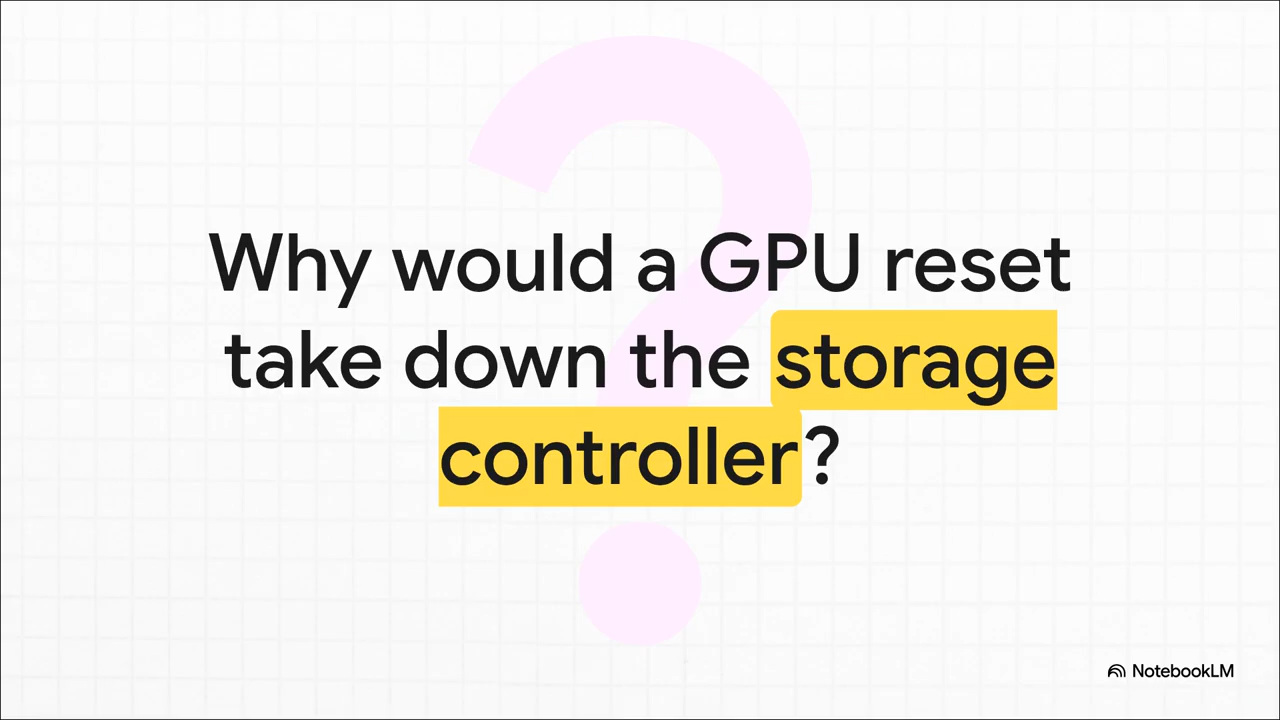 Why would a GPU reset
take down the storage
controller?
NotebookLM